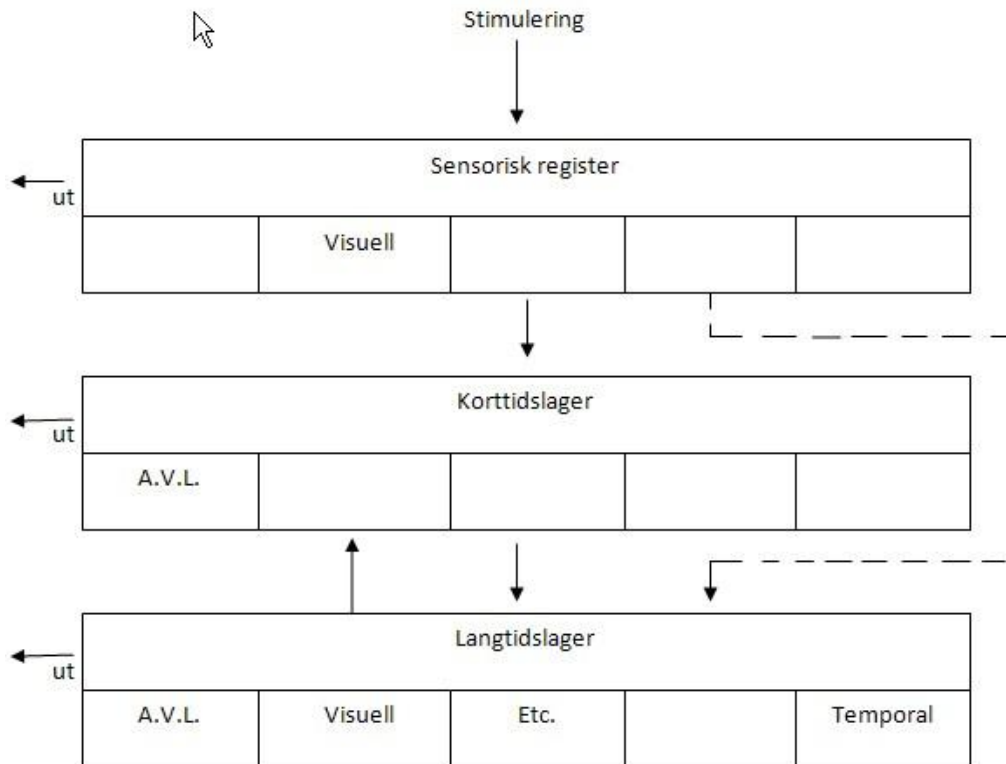 Stimulering
Sensorisk register
ut
Visuell
Korttidslager
ut
A.V.L.
Langtidslager
ut
A.V.L. Visuell Etc. Temporal